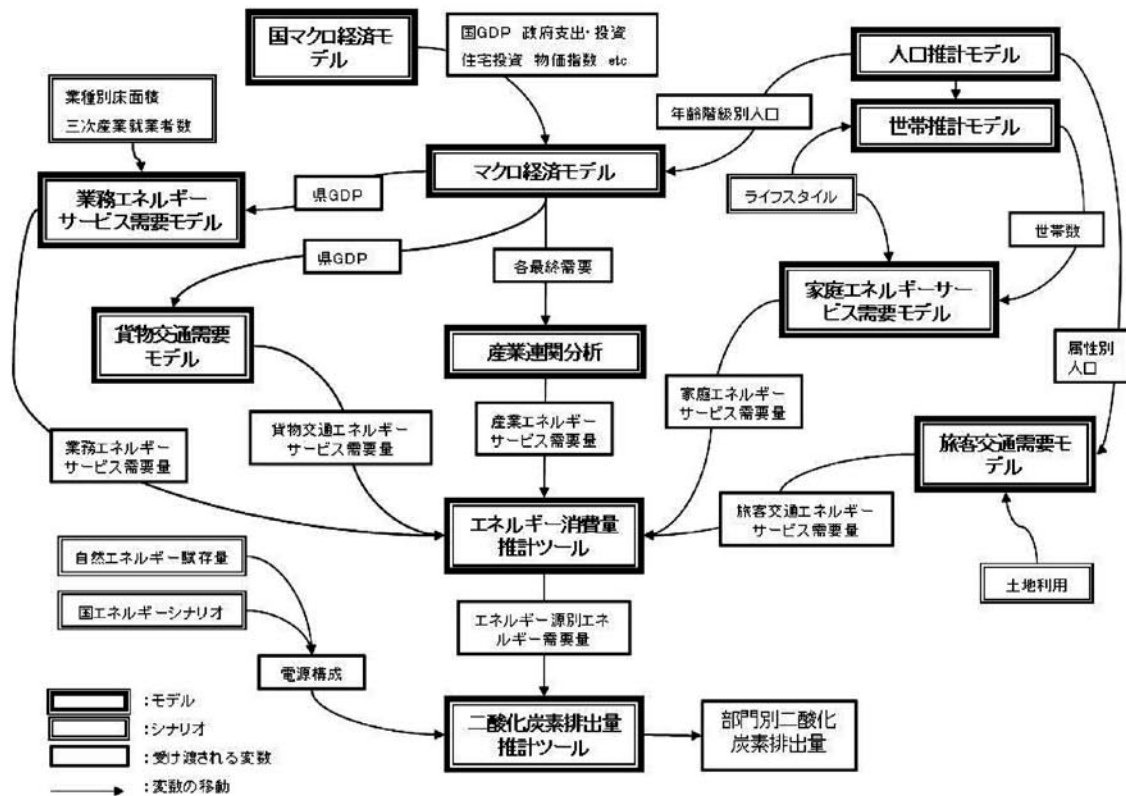 国マクロ経済モ
デル
国GDP 政府支出・投資
住宅投資 物価指数 etc
人口推計モデル
業種別床面積
三次産業就業者数
年齢階級別人口
世帯推計モデル
マクロ経済モデル
業務エネルギー
サービス需要モデル
県GDP
ライフスタイル
世帯数
県GDP
各最終需要
家庭エネルギーサー
ビス需要モデル
貨物交通需要
モデル
産業連関分析
属性別
人口
家庭エネルギー
サービス需要量
産業エネルギー
サービス需要量
貨物交通エネルギー
サービス需要量
業務エネルギー
サービス需要量
旅客交通需要モ
デル
エネルギー消費量
推計ツール
旅客交通エネルギー
サービス需要量
自然エネルギー賦存量
土地利用
国エネルギーシナリオ
エネルギー源別エネ
ルギー需要量
電源構成
二酸化炭素排出量
推計ツール
部門別二酸化
炭素排出量
:モデル
:シナリオ
:受け渡される変数
:変数の移動